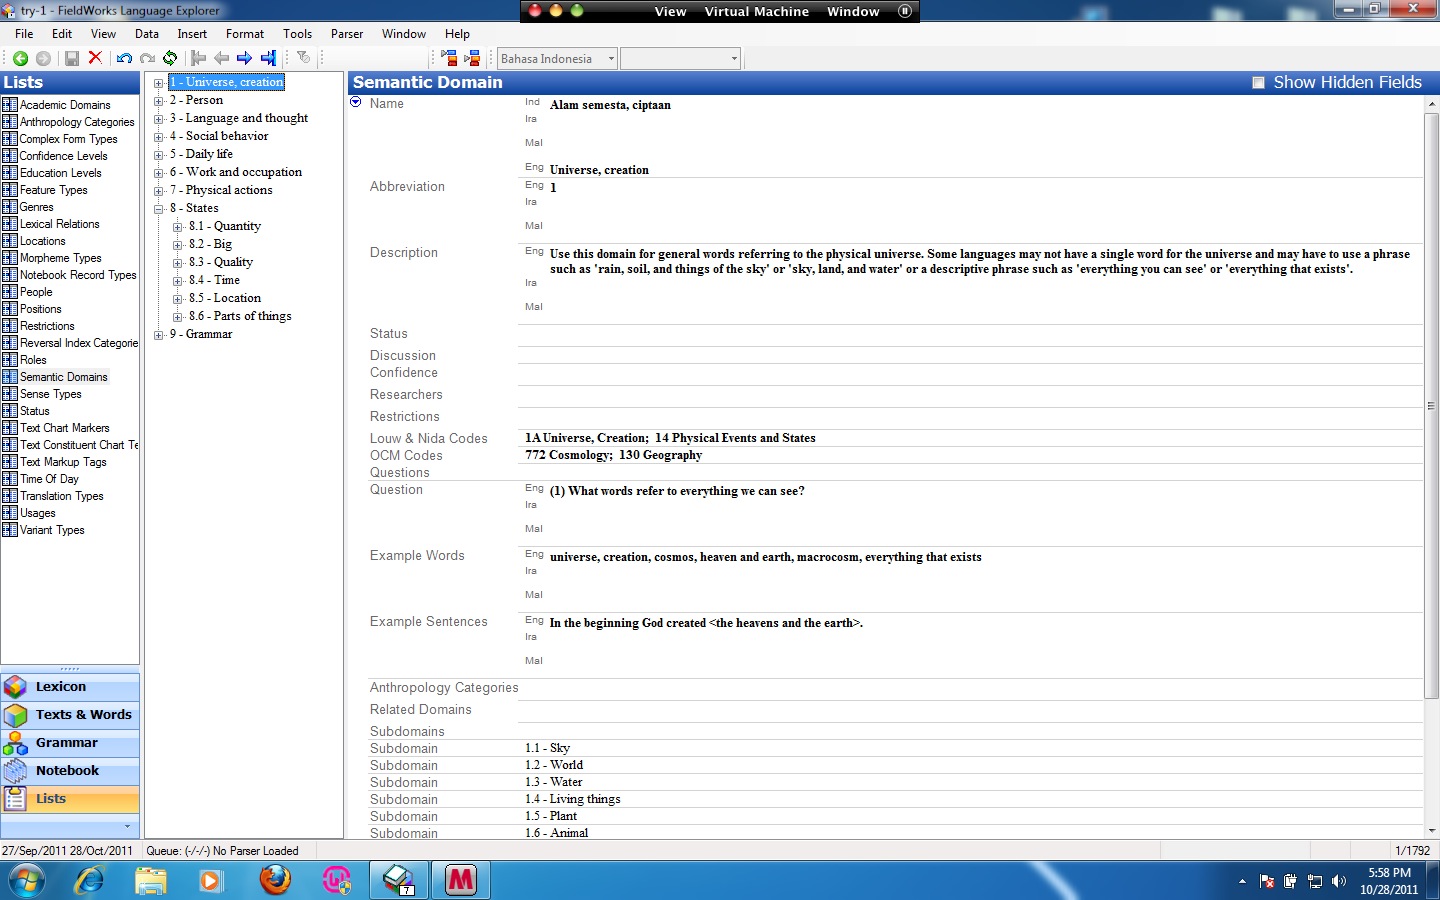 try-1 - FieldWorks Language Explorer
View Virtual Machine Window
File Edit View Data Insert Format Tools Parser Window Help
Bahasa Indonesia
Lists
Academic Domains
Anthropology Categories
Complex Form Types
Confidence Levels
Education Levels
Feature Types
Genres
Lexical Relations
Locations
Morpheme Types
Notebook Record Types
People
Positions
Restrictions
Reversal Index Categorie
Roles
Semantic Domains
Sense Types
Status
Text Chart Markers
Text Constituent Chart Te
Text Markup Tags
Time Of Day
Translation Types
Usages
Variant Types
Lexicon
Texts & Words
Grammar
Notebook
Lists
1 - Universe, creation
2 - Person
3 - Language and thought
4 - Social behavior
5 - Daily life
6 - Work and occupation
7 - Physical actions
8 - States
8.1 - Quantity
8.2 - Big
8.3 - Quality
8.4 - Time
8.5 - Location
8.6 - Parts of things
9 - Grammar
Semantic Domain Show Hidden Fields
Name Ind Alam semesta, ciptaan
Ira
Mal
Eng Universe, creation
Abbreviation Eng 1
Ira
Mal
Description Eng Use this domain for general words referring to the physical universe. Some languages may not have a single word for the universe and may have to use a phrase
such as 'rain, soil, and things of the sky' or 'sky, land, and water' or a descriptive phrase such as 'everything you can see' or 'everything that exists'.
Ira
Mal
Status
Discussion
Confidence
Researchers
Restrictions
Louw & Nida Codes 1A Universe, Creation; 14 Physical Events and States
OCM Codes 772 Cosmology; 130 Geography
Questions
Question Eng (1) What words refer to everything we can see?
Ira
Mal
Example Words Eng universe, creation, cosmos, heaven and earth, macrocosm, everything that exists
Ira
Mal
Example Sentences Eng In the beginning God created <the heavens and the earth>.
Ira
Mal
Anthropology Categories
Related Domains
Subdomains
Subdomain 1.1 - Sky
Subdomain 1.2 - World
Subdomain 1.3 - Water
Subdomain 1.4 - Living things
Subdomain 1.5 - Plant
Subdomain 1.6 - Animal
27/Sep/2011 28/Oct/2011 Queue: (-/-/-) No Parser Loaded 1/1792
7
5:58 PM
10/28/2011